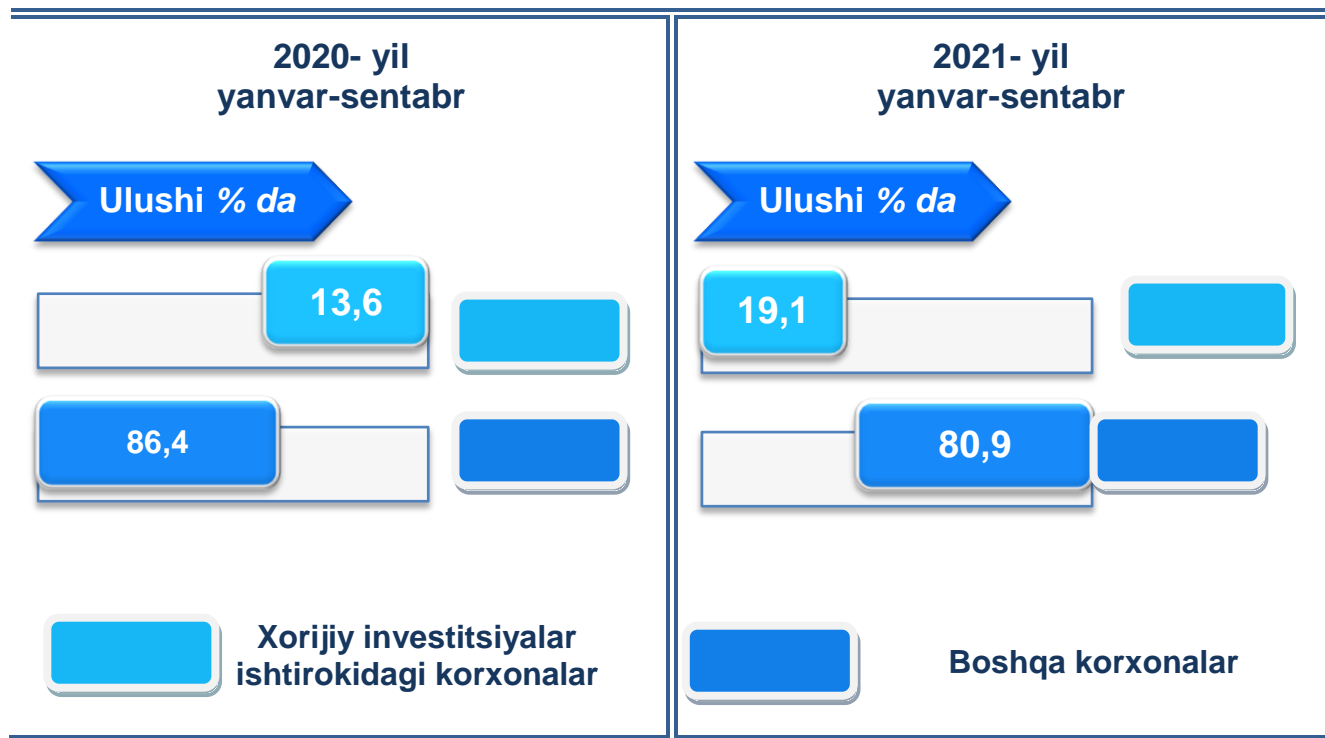 2020- yil
yanvar-sentabr
Ulushi % da
13,6
86,4
Xorijiy investitsiyalar
ishtirokidagi korxonalar
2021- yil
yanvar-sentabr
Ulushi % da
19,1
80,9
Boshqa korxonalar